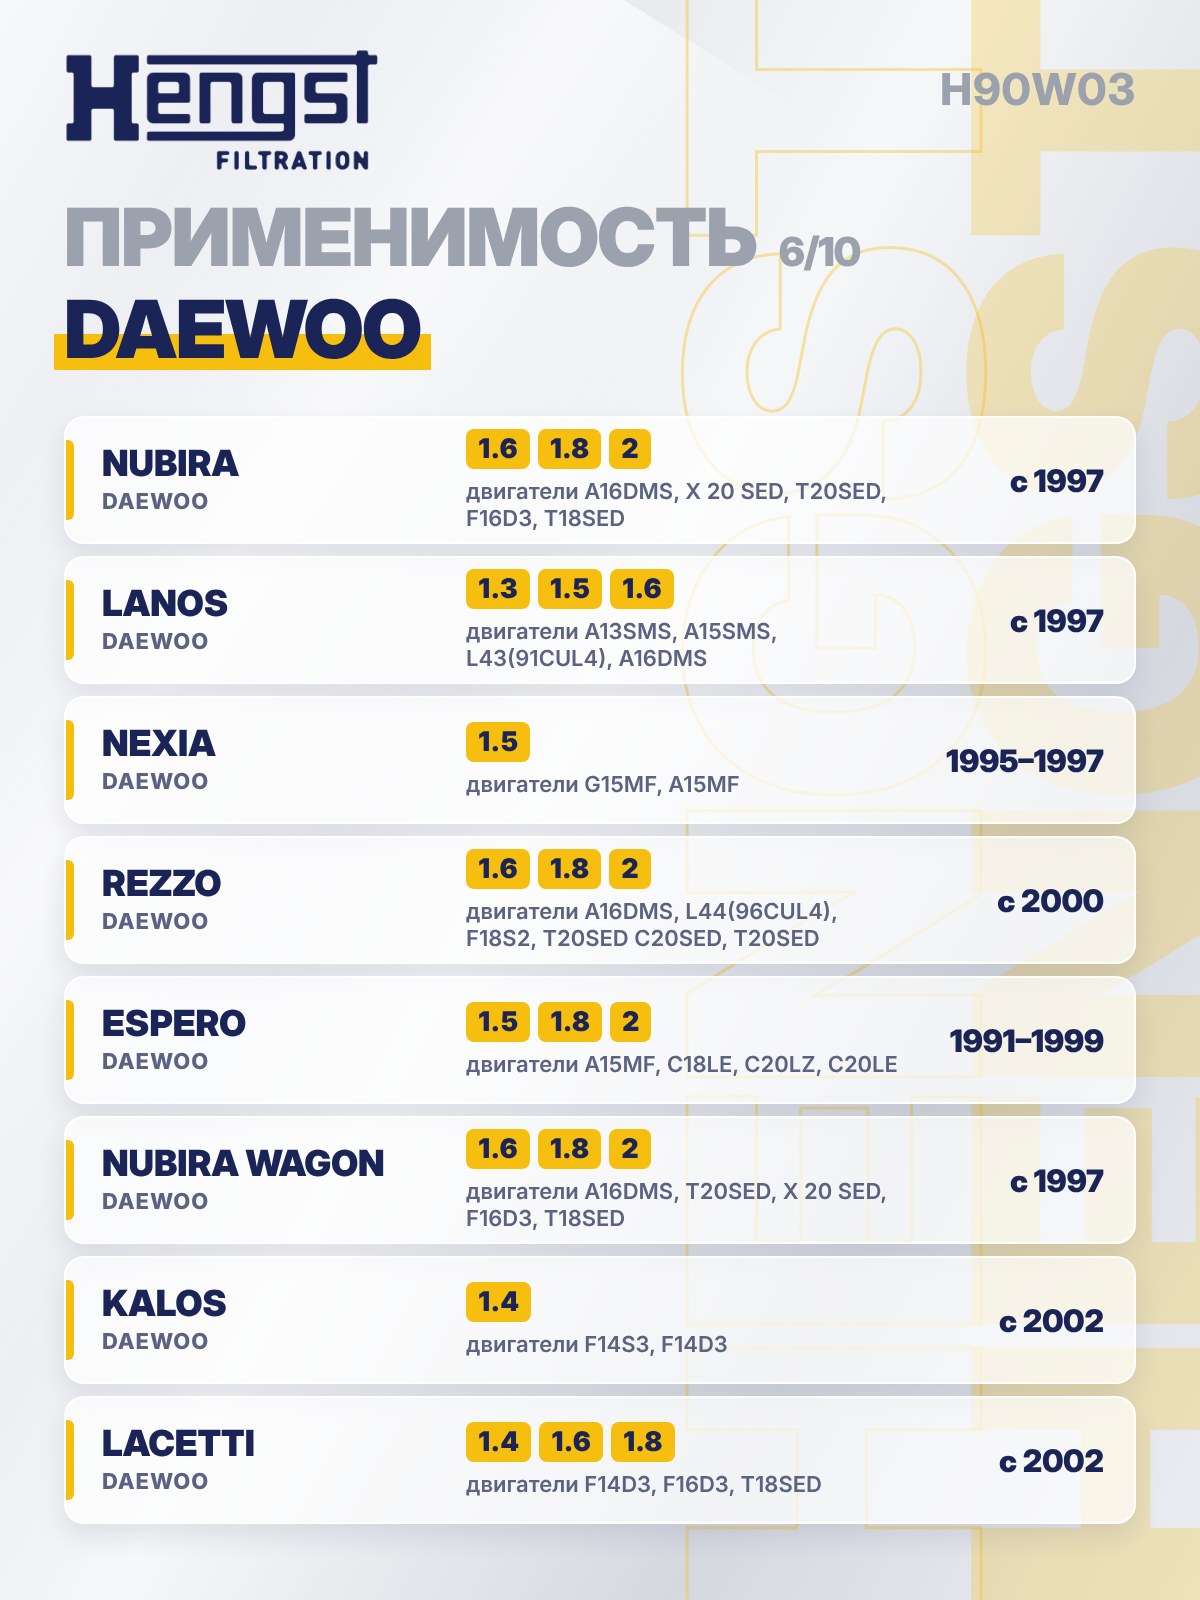 Hengst
FILTRATION
H90W03
ПРИМЕНИМОСТЬ 6/10
DAEWOO
NUBIRA
DAEWOO
1.6 1.8 2
двигатели A16DMS, X 20 SED, T20SED,
F16D3, T18SED
с 1997
LANOS
DAEWOO
1.3 1.5 1.6
двигатели A13SMS, A15SMS,
L43(91CUL4), A16DMS
с 1997
NEXIA
DAEWOO
1.5
двигатели G15MF, A15MF
1995–1997
REZZO
DAEWOO
1.6 1.8 2
двигатели A16DMS, L44(96CUL4),
F18S2, T20SED C20SED, T20SED
с 2000
ESPERO
DAEWOO
1.5 1.8 2
двигатели A15MF, C18LE, C20LZ, C20LE
1991–1999
NUBIRA WAGON
DAEWOO
1.6 1.8 2
двигатели A16DMS, T20SED, X 20 SED,
F16D3, T18SED
с 1997
KALOS
DAEWOO
1.4
двигатели F14S3, F14D3
с 2002
LACETTI
DAEWOO
1.4 1.6 1.8
двигатели F14D3, F16D3, T18SED
с 2002
HENGST
HENGST